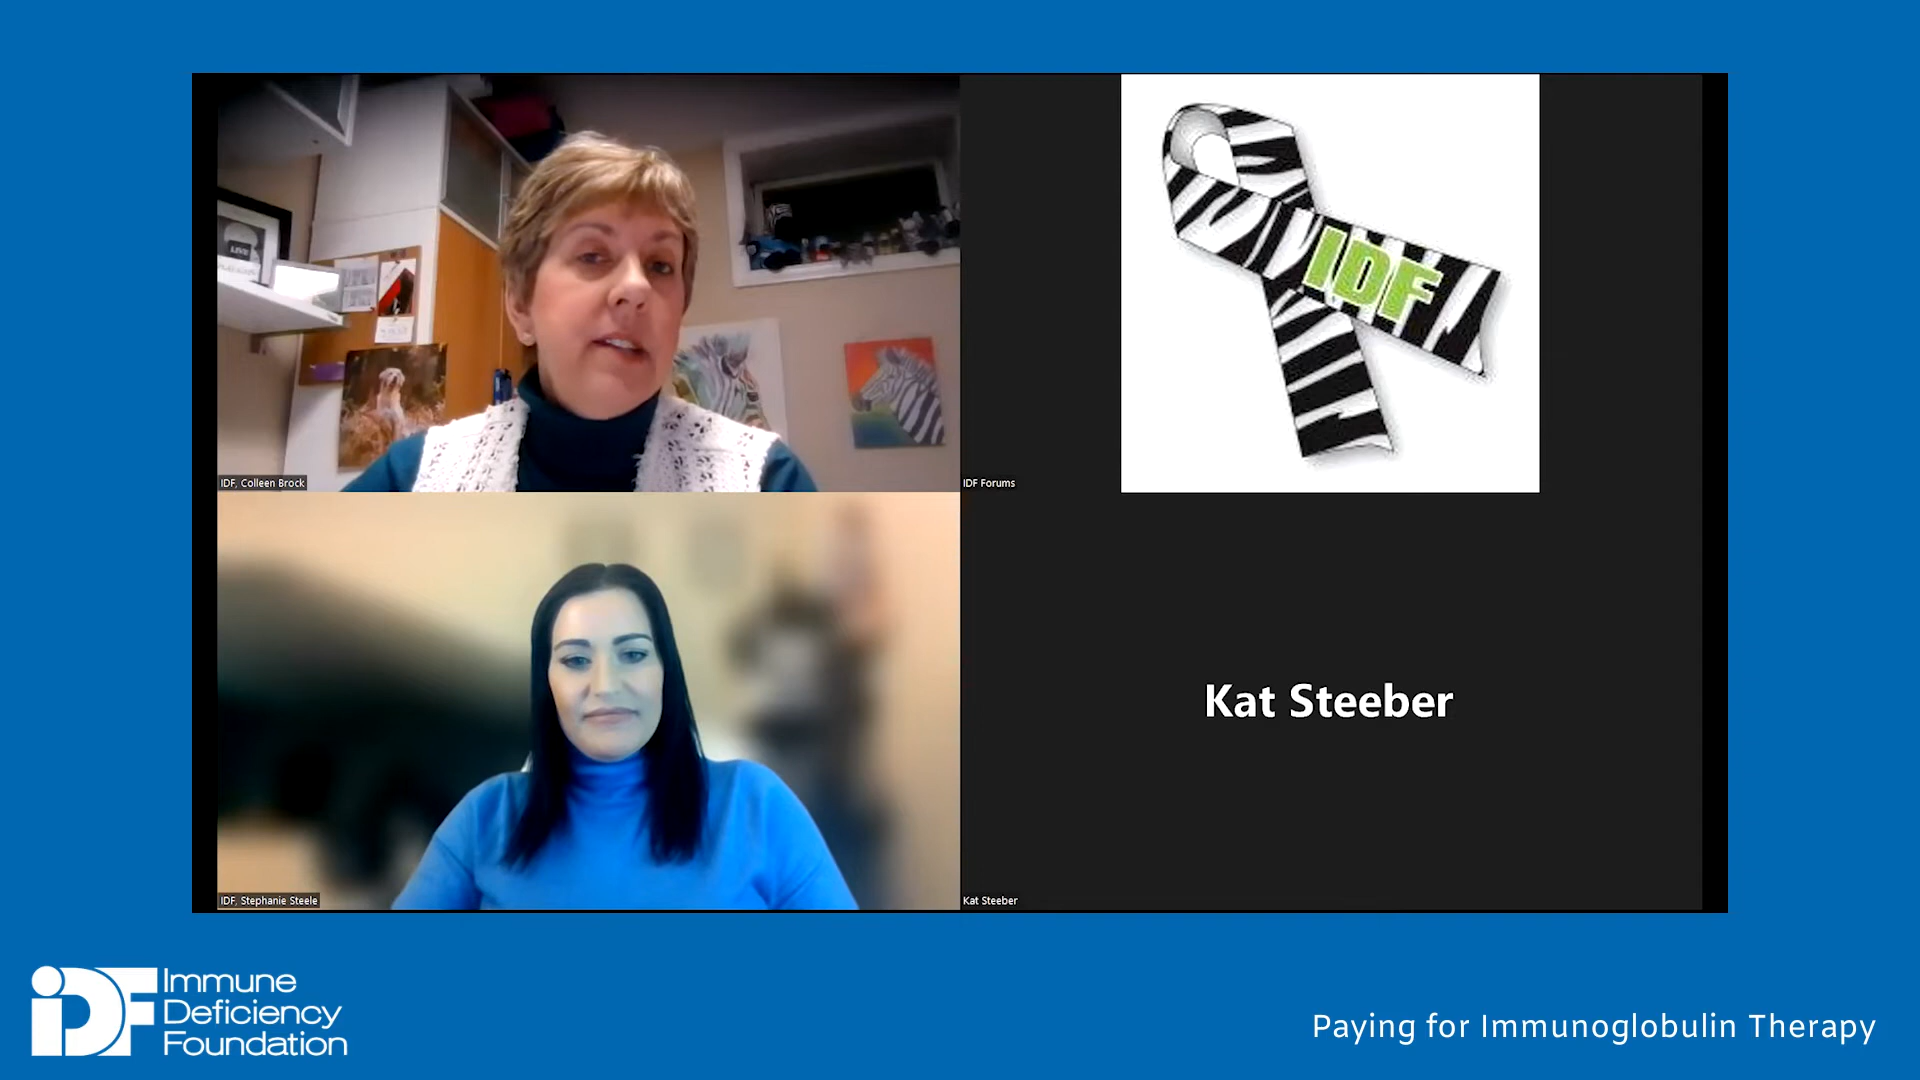 IDF
IDF, Colleen Brock
IDF Forums
Kat Steeber
IDF, Stephanie Steele
Kat Steeber
iDF Immune
Deficiency
Foundation
Paying for Immunoglobulin Therapy